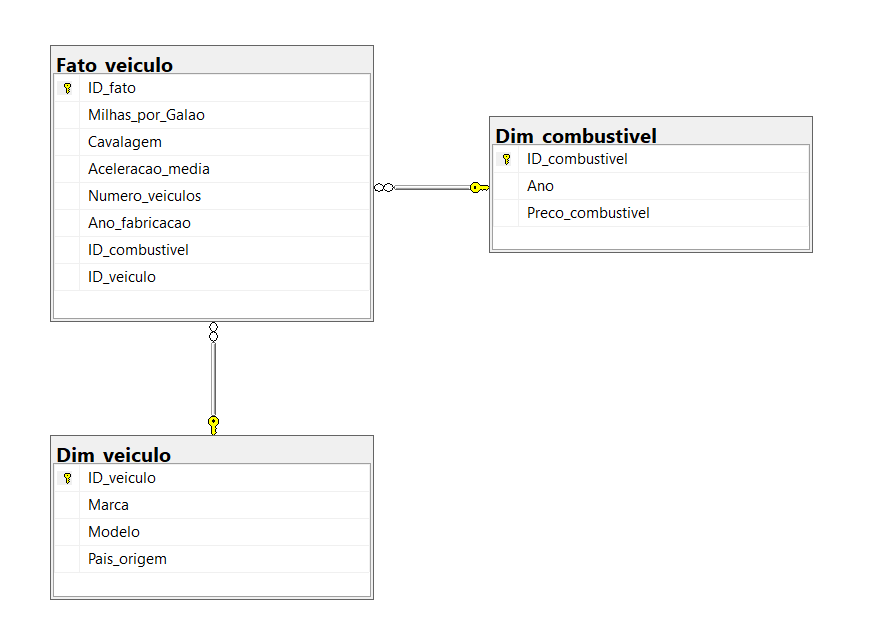 Fato_veiculo
ID_fato
Milhas_por_Galao
Cavalagem
Aceleracao_media
Numero_veiculos
Ano_fabricacao
ID_combustivel
ID_veiculo
Dim_combustivel
ID_combustivel
Ano
Preco_combustivel
Dim_veiculo
ID_veiculo
Marca
Modelo
Pais_origem